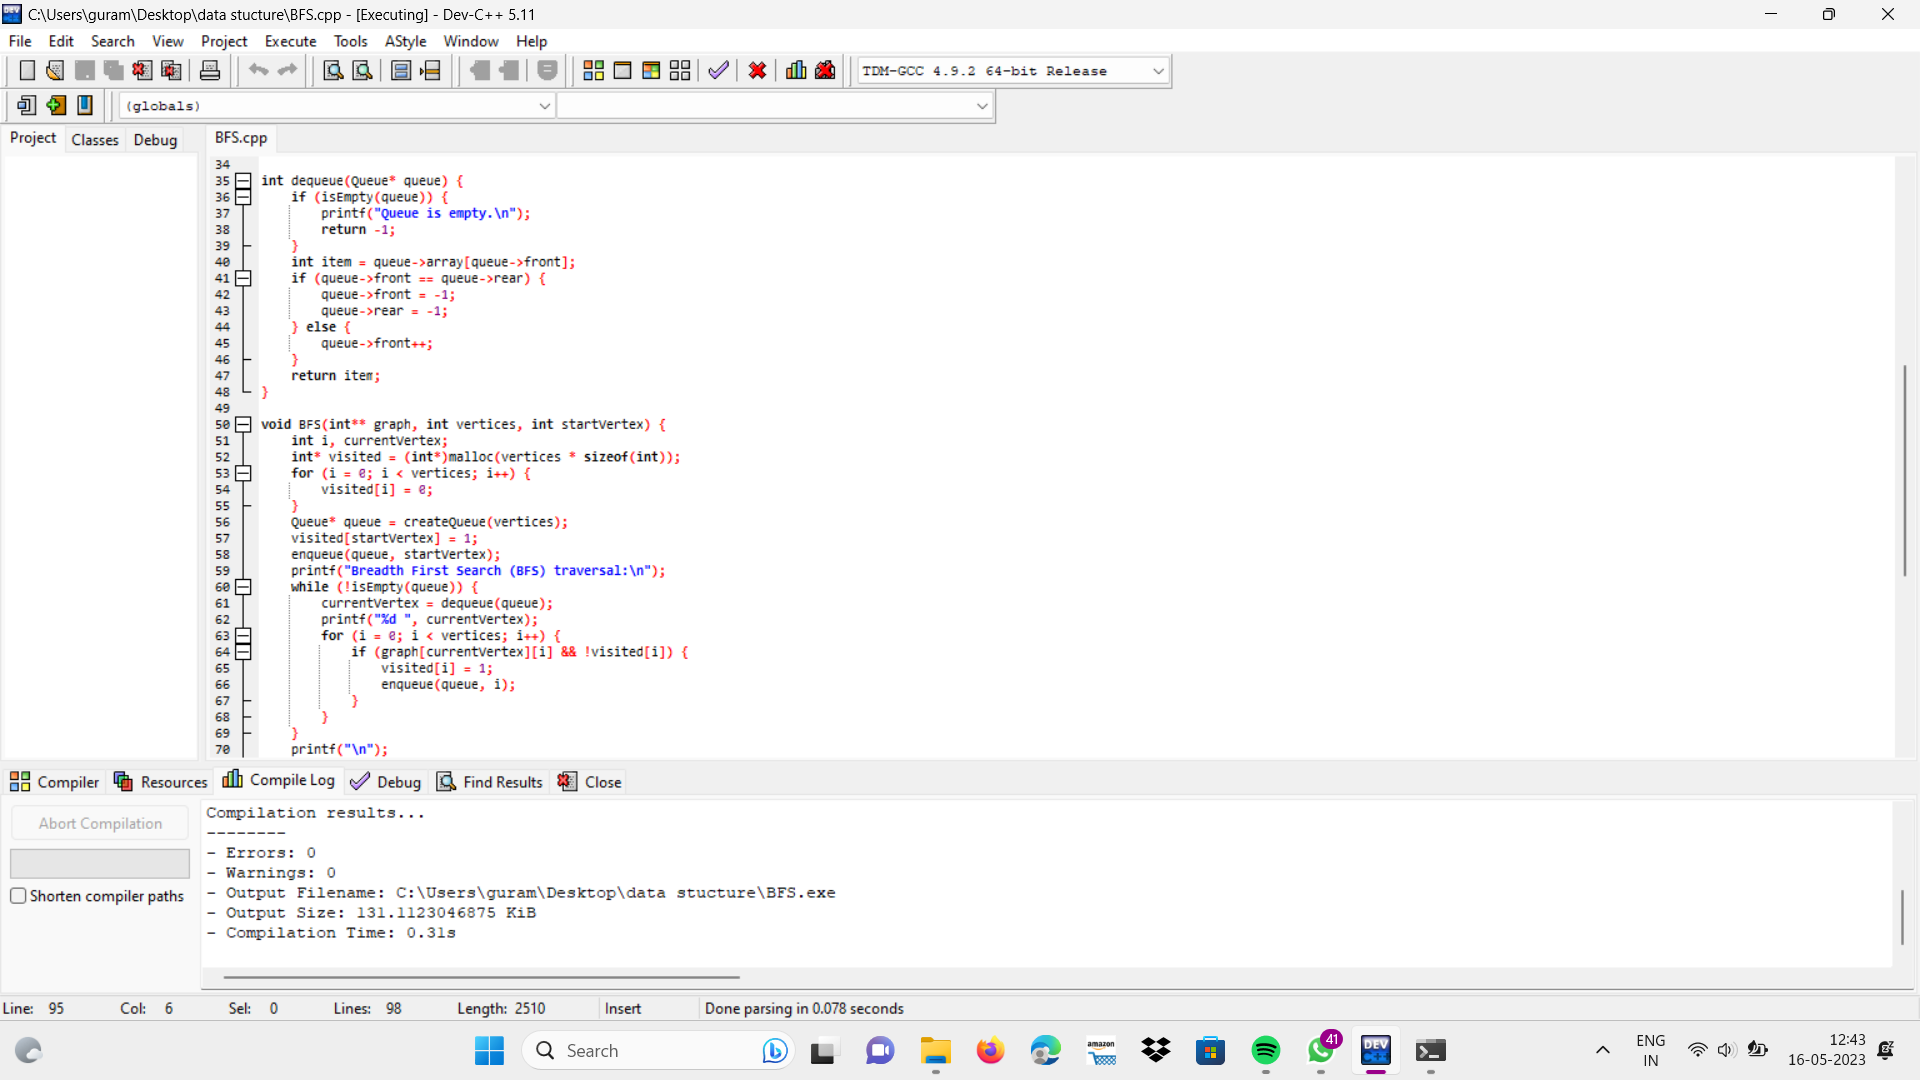 C:\Users\guram\Desktop\data stucture\BFS.cpp - [Executing] - Dev-C++ 5.11
File Edit Search View Project Execute Tools AStyle Window Help
TDM-GCC 4.9.2 64-bit Release
(globals)
Project Classes Debug BFS.cpp
34
35 int dequeue(Queue* queue) {
36     if (isEmpty(queue)) {
37         printf("Queue is empty.\n");
38         return -1;
39     }
40     int item = queue->array[queue->front];
41     if (queue->front == queue->rear) {
42         queue->front = -1;
43         queue->rear = -1;
44     } else {
45         queue->front++;
46     }
47     return item;
48 }
49
50 void BFS(int** graph, int vertices, int startVertex) {
51     int i, currentVertex;
52     int* visited = (int*)malloc(vertices * sizeof(int));
53     for (i = 0; i < vertices; i++) {
54         visited[i] = 0;
55     }
56     Queue* queue = createQueue(vertices);
57     visited[startVertex] = 1;
58     enqueue(queue, startVertex);
59     printf("Breadth First Search (BFS) traversal:\n");
60     while (!isEmpty(queue)) {
61         currentVertex = dequeue(queue);
62         printf("%d ", currentVertex);
63         for (i = 0; i < vertices; i++) {
64             if (graph[currentVertex][i] && !visited[i]) {
65                 visited[i] = 1;
66                 enqueue(queue, i);
67             }
68         }
69     }
70     printf("\n");
Compiler Resources Compile Log Debug Find Results Close
Abort Compilation
Shorten compiler paths
Compilation results...
--------
- Errors: 0
- Warnings: 0
- Output Filename: C:\Users\guram\Desktop\data stucture\BFS.exe
- Output Size: 131.1123046875 KiB
- Compilation Time: 0.31s
Line: 95 Col: 6 Sel: 0 Lines: 98 Length: 2510 Insert Done parsing in 0.078 seconds
Search
amazon
41
DEV C++
ENG
IN
12:43
16-05-2023